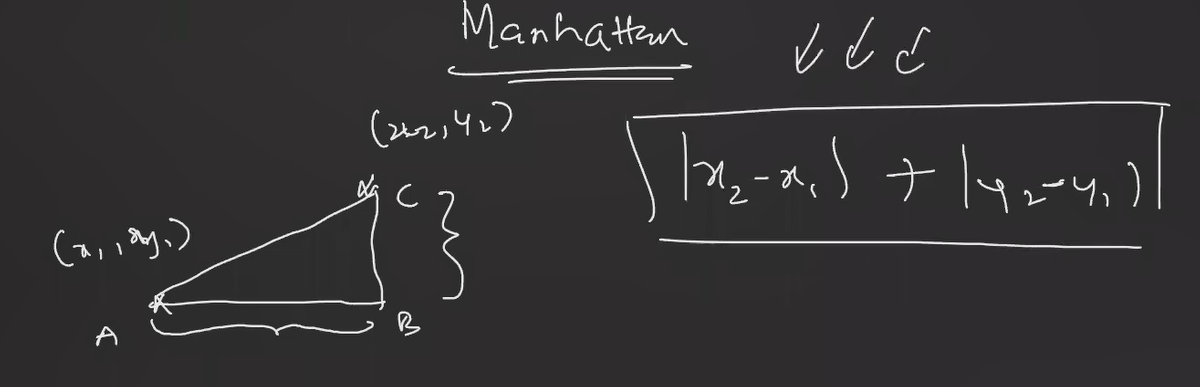 Manhattan
(x2, y2)
|x2-x1| + |y2-y1|
C
(x1, y1)
A
B